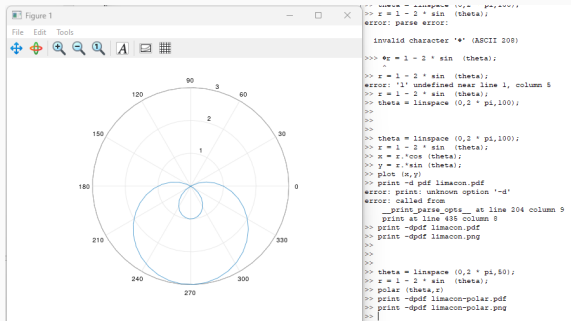 Figure 1
File Edit Tools
A
90
60
30
0
330
300
270
240
210
180
150
120
3
2
1
>> theta = linspace (0,2 * pi,100);
>> r = 1 - 2 * sin (theta);
error: parse error:
invalid character '�' (ASCII 208)
>>> �r = 1 - 2 * sin (theta);
^
>> r = l - 2 * sin (theta);
error: 'l' undefined near line 1, column 5
>> r = 1 - 2 * sin (theta);
>> theta = linspace (0,2 * pi,100);
>>
>>
>>
>> theta = linspace (0,2 * pi,100);
>> r = 1 - 2 * sin (theta);
>> x = r.*cos (theta);
>> y = r.*sin (theta);
>> plot (x,y)
>> print -d pdf limacon.pdf
error: print: unknown option '-d'
error: called from
__print_parse_opts__ at line 204 column 9
print at line 435 column 8
>> print -dpdf limacon.pdf
>> print -dpdf limacon.png
>>
>>
>>
>> theta = linspace (0,2 * pi,50);
>> r = 1 - 2 * sin (theta);
>> polar (theta,r)
>> print -dpdf limacon-polar.pdf
>> print -dpdf limacon-polar.png
>>